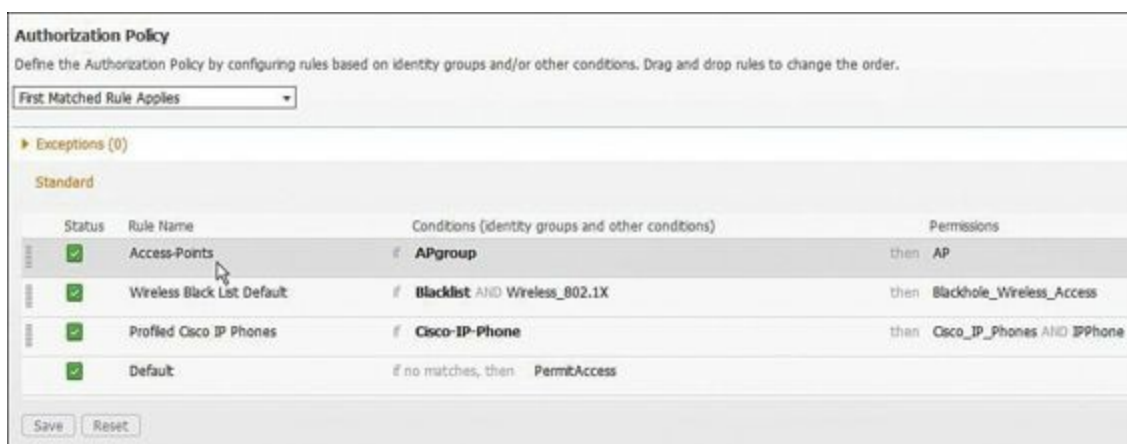 Authorization Policy
Define the Authorization Policy by configuring rules based on identity groups and/or other conditions. Drag and drop rules to change the order.
First Matched Rule Applies
Exceptions (0)
Standard
Status Rule Name Conditions (identity groups and other conditions) Permissions
Access-Points if APgroup then AP
Wireless Black List Default if Blacklist AND Wireless_802.1X then Blackhole_Wireless_Access
Profiled Cisco IP Phones if Cisco-IP-Phone then Cisco_IP_Phones AND IPPhone
Default if no matches, then PermitAccess
Save Reset